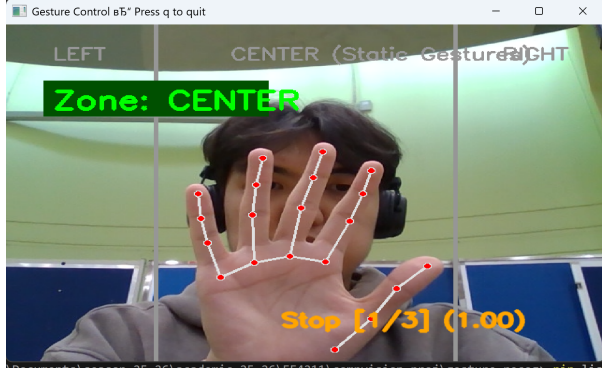 Gesture Control вЂ“ Press q to quit
LEFT CENTER (Static Gestures) RIGHT
Zone: CENTER
Stop [1/3] (1.00)